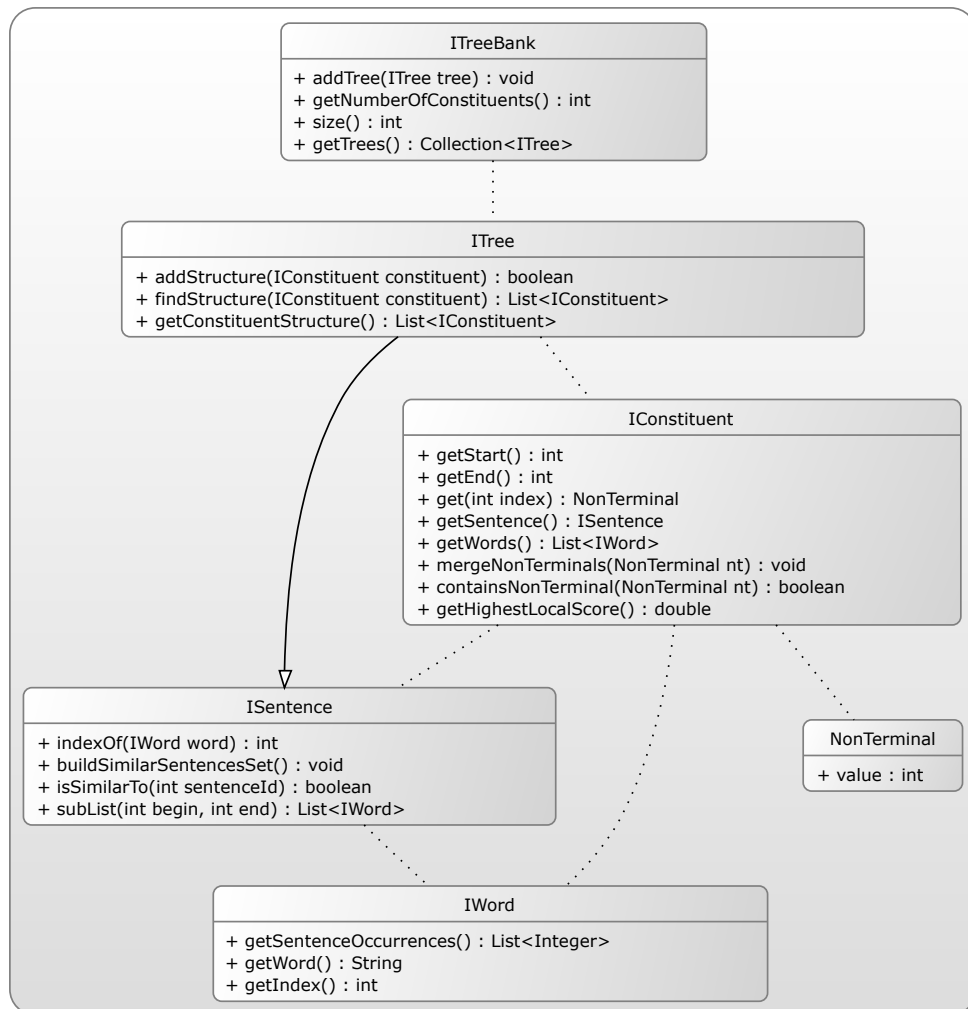 ITreeBank
+ addTree(ITree tree) : void
+ getNumberOfConstituents() : int
+ size() : int
+ getTrees() : Collection<ITree>
ITree
+ addStructure(IConstituent constituent) : boolean
+ findStructure(IConstituent constituent) : List<IConstituent>
+ getConstituentStructure() : List<IConstituent>
IConstituent
+ getStart() : int
+ getEnd() : int
+ get(int index) : NonTerminal
+ getSentence() : ISentence
+ getWords() : List<IWord>
+ mergeNonTerminals(NonTerminal nt) : void
+ containsNonTerminal(NonTerminal nt) : boolean
+ getHighestLocalScore() : double
ISentence
+ indexOf(IWord word) : int
+ buildSimilarSentencesSet() : void
+ isSimilarTo(int sentenceId) : boolean
+ subList(int begin, int end) : List<IWord>
NonTerminal
+ value : int
IWord
+ getSentenceOccurrences() : List<Integer>
+ getWord() : String
+ getIndex() : int